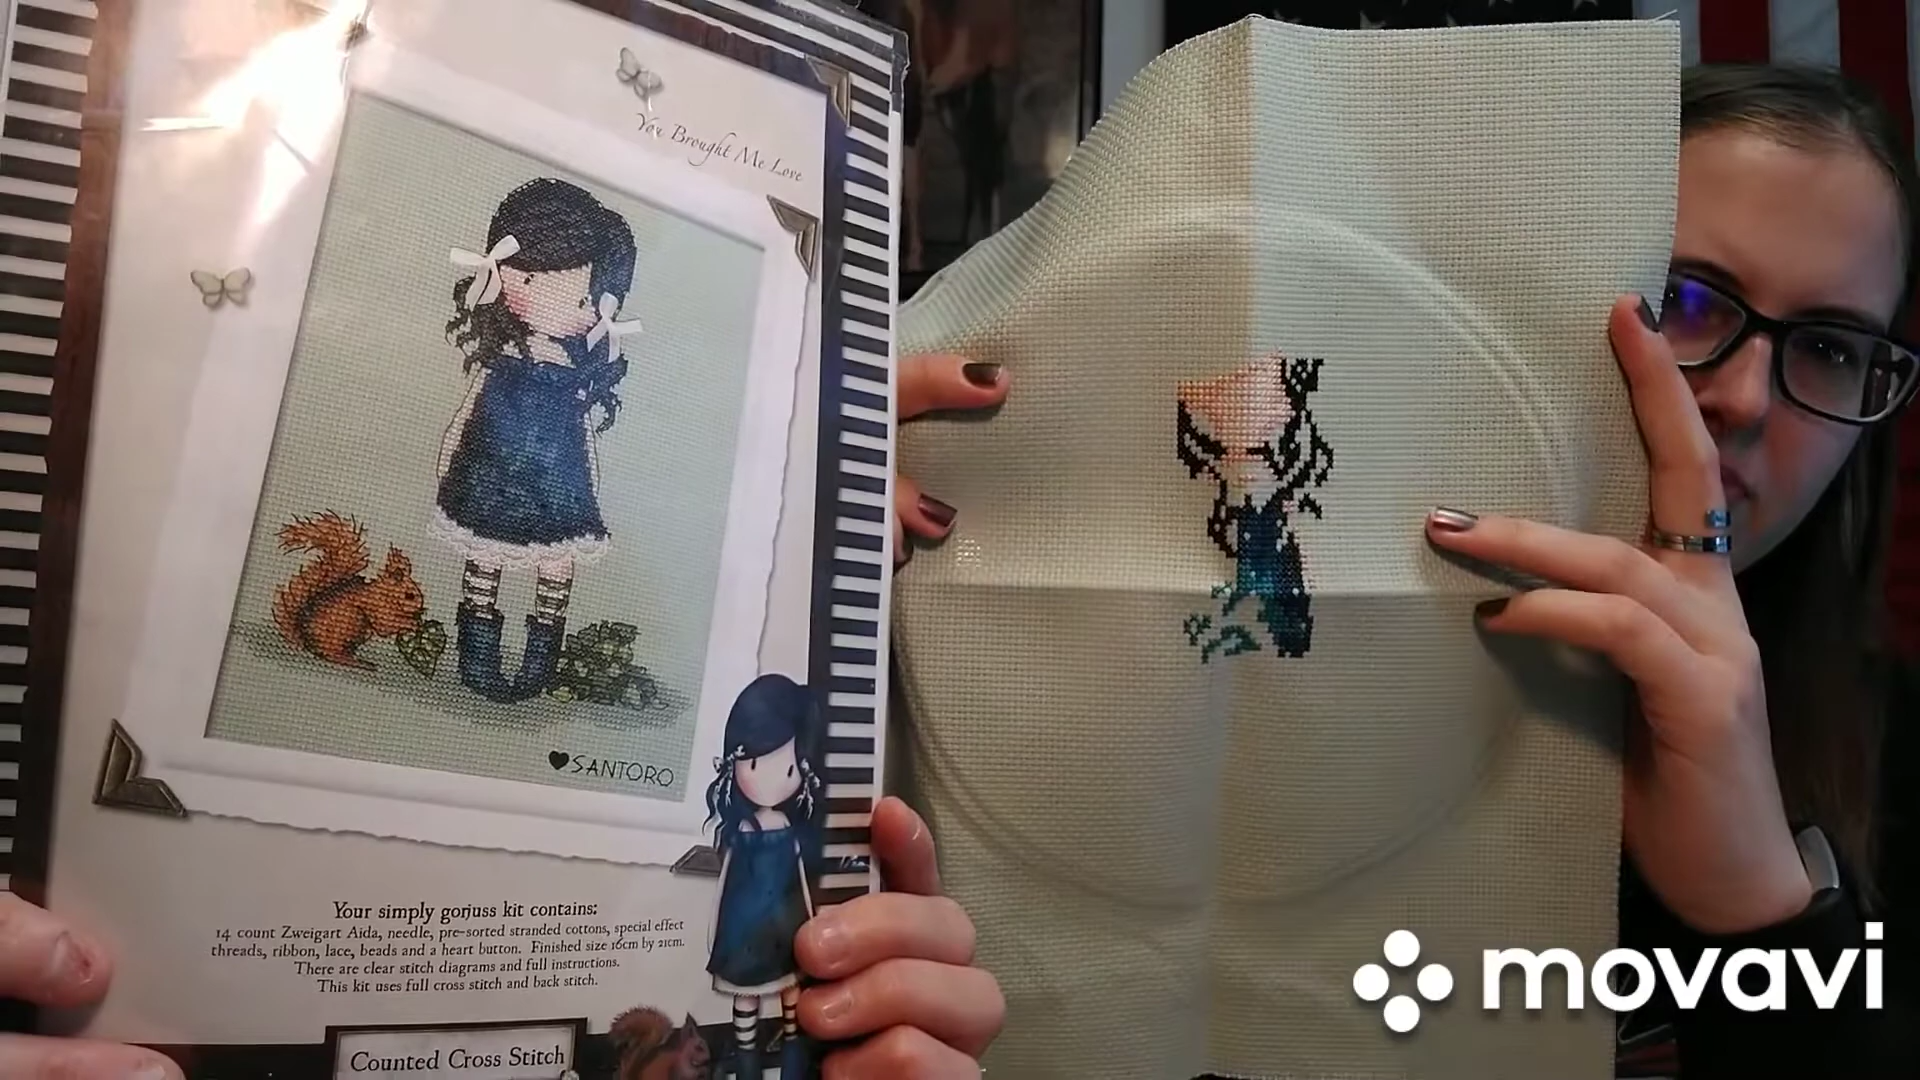 You Brought Me Love
SANTORO
Your simply gorjuss kit contains:
14 count Zweigart Aida, needle, pre-sorted stranded cottons, special effect
threads, ribbon, lace, beads and a heart button. Finished size 16cm by 21cm.
There are clear stitch diagrams and full instructions.
This kit uses full cross stitch and back stitch.
Counted Cross Stitch
movavi